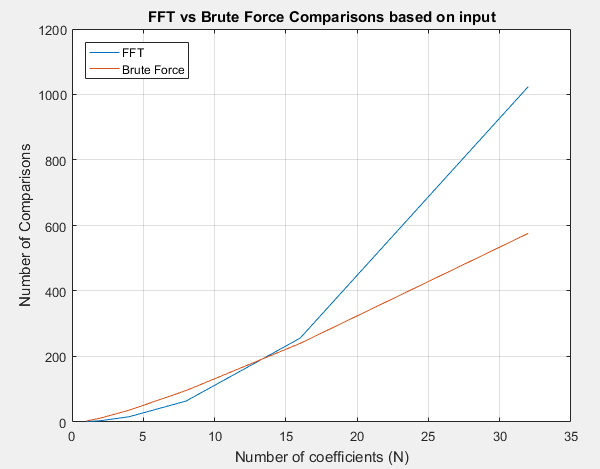 FFT vs Brute Force Comparisons based on input
1200
FFT
Brute Force
1000
800
600
400
200
0
Number of Comparisons
0 5 10 15 20 25 30 35
Number of coefficients (N)